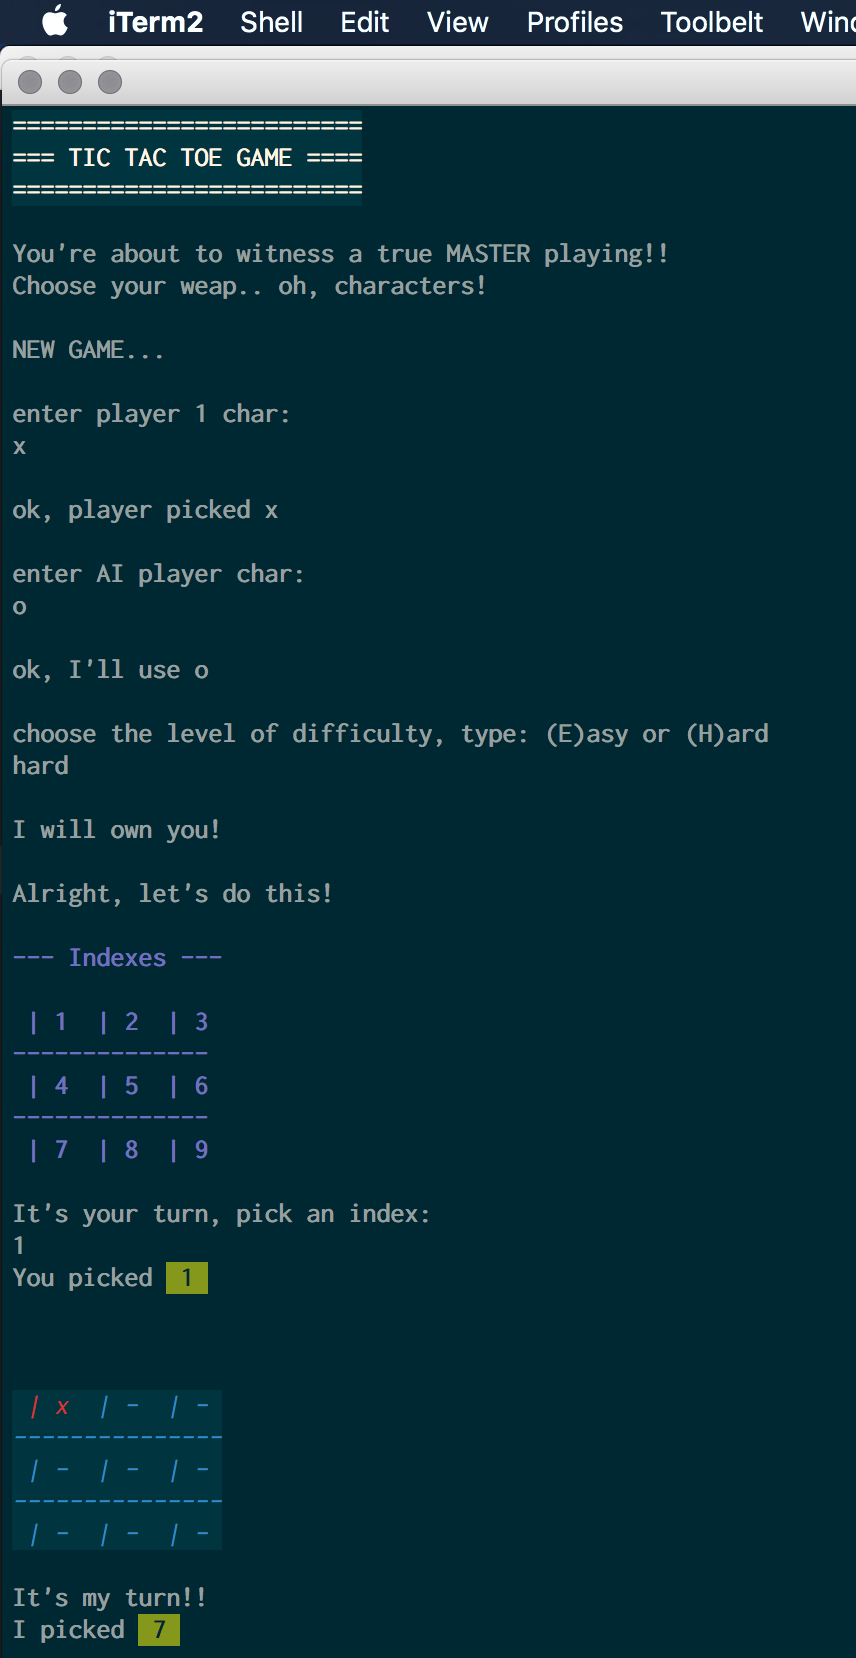 iTerm2 Shell Edit View Profiles Toolbelt
=========================
=== TIC TAC TOE GAME ====
=========================
You're about to witness a true MASTER playing!!
Choose your weap.. oh, characters!
NEW GAME...
enter player 1 char:
x
ok, player picked x
enter AI player char:
o
ok, I'll use o
choose the level of difficulty, type: (E)asy or (H)ard
hard
I will own you!
Alright, let's do this!
--- Indexes ---
| 1 | 2 | 3
--------------
| 4 | 5 | 6
--------------
| 7 | 8 | 9
It's your turn, pick an index:
1
You picked 1
| x | - | -
---------------
| - | - | -
---------------
| - | - | -
It's my turn!!
I picked 7